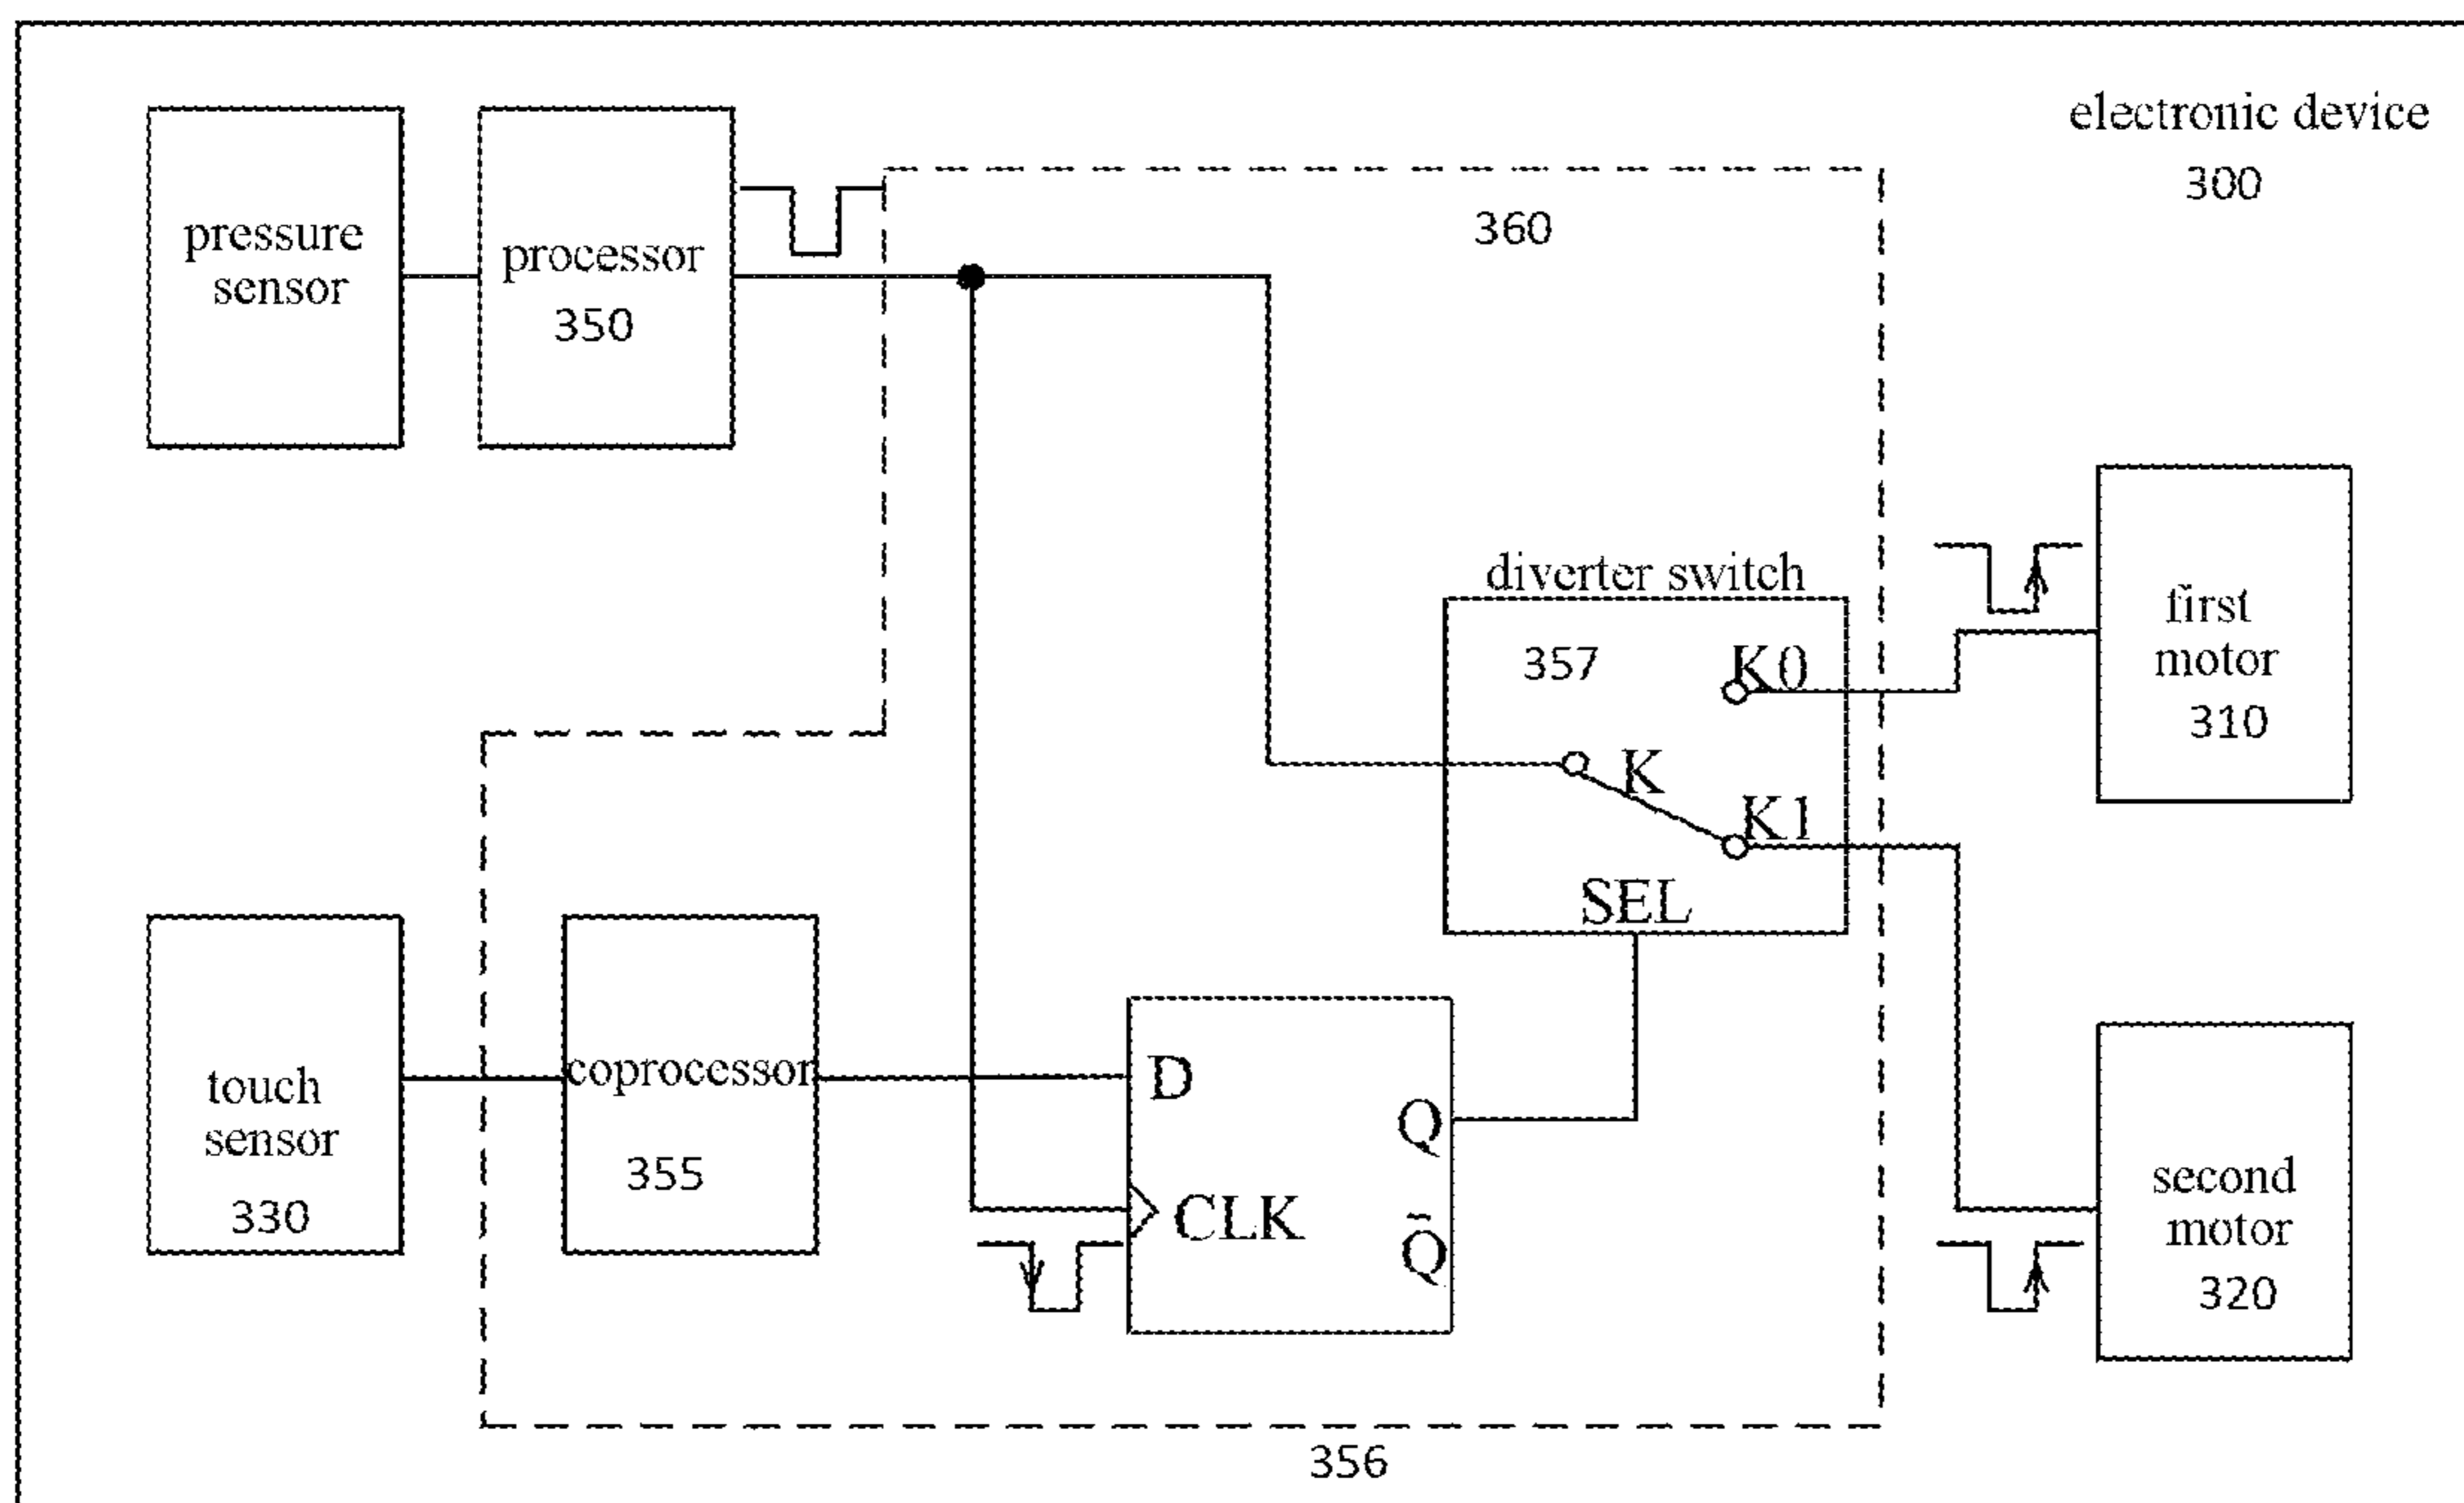 electronic device
300
pressure
sensor
processor
350
360
diverter switch
357
K0
K
K1
SEL
first
motor
310
touch
sensor
330
coprocessor
355
D
CLK
Q
Q̄
second
motor
320
356